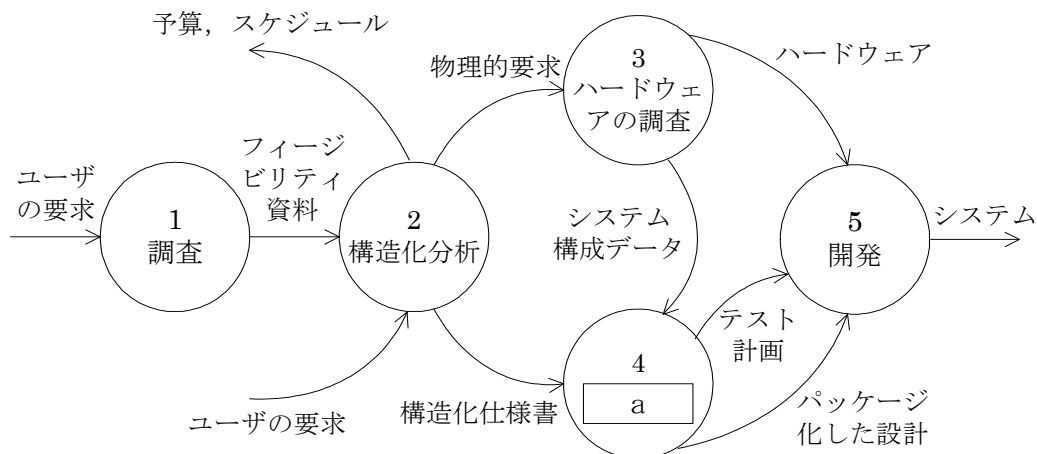 予算，スケジュール
物理的要求
3
ハードウェ
アの調査
ハードウェア
ユーザ
の要求
1
調査
フィージ
ビリティ
資料
2
構造化分析
システム
構成データ
5
開発
システム
テスト
計画
4
a
ユーザの要求
構造化仕様書
パッケージ
化した設計